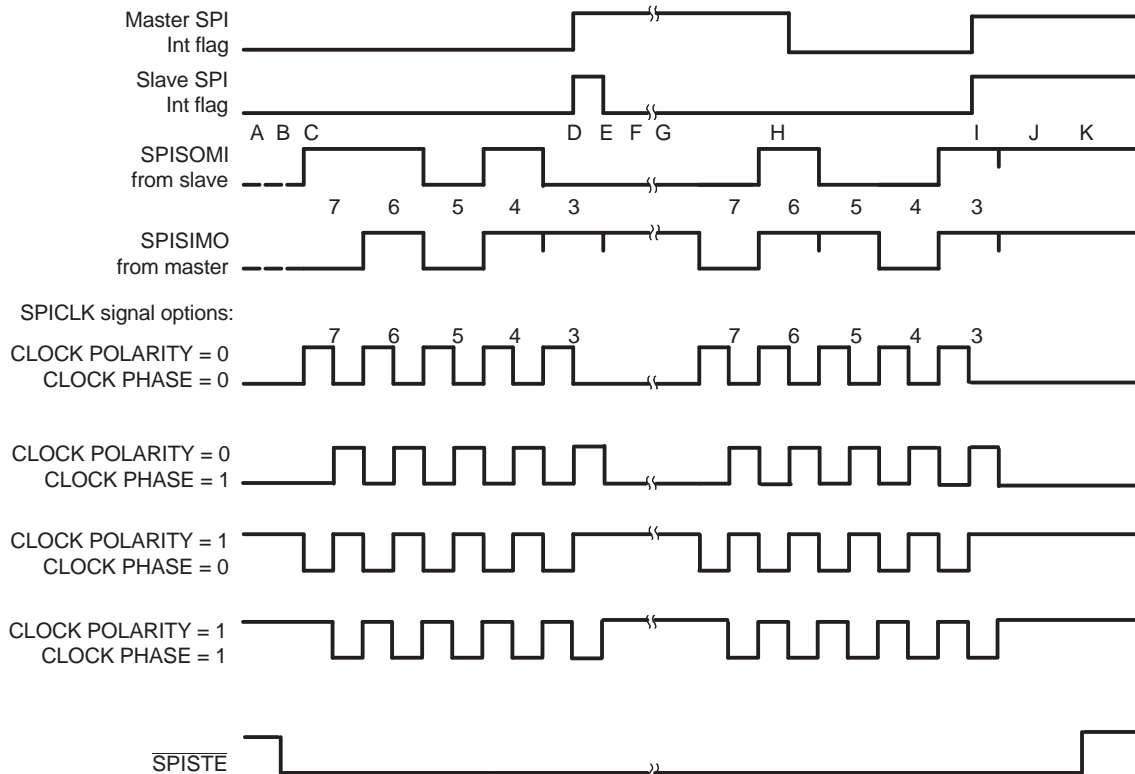 Master SPI
Int flag
Slave SPI
Int flag
A B C D E F G H I J K
SPISOMI
from slave
7 6 5 4 3 7 6 5 4 3
SPISIMO
from master
SPICLK signal options:
7 6 5 4 3 7 6 5 4 3
CLOCK POLARITY = 0
CLOCK PHASE = 0
CLOCK POLARITY = 0
CLOCK PHASE = 1
CLOCK POLARITY = 1
CLOCK PHASE = 0
CLOCK POLARITY = 1
CLOCK PHASE = 1
SPISTE